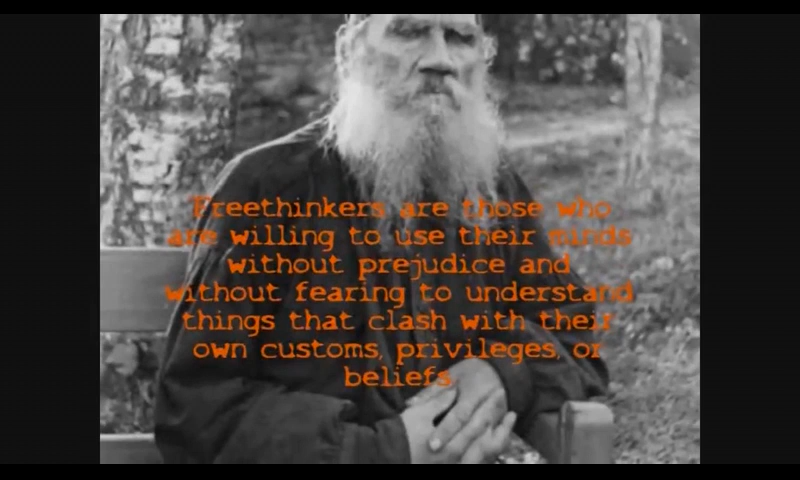 Freethinkers are those who
are willing to use their minds
without prejudice and
without fearing to understand
things that clash with their
own customs, privileges, or
beliefs.